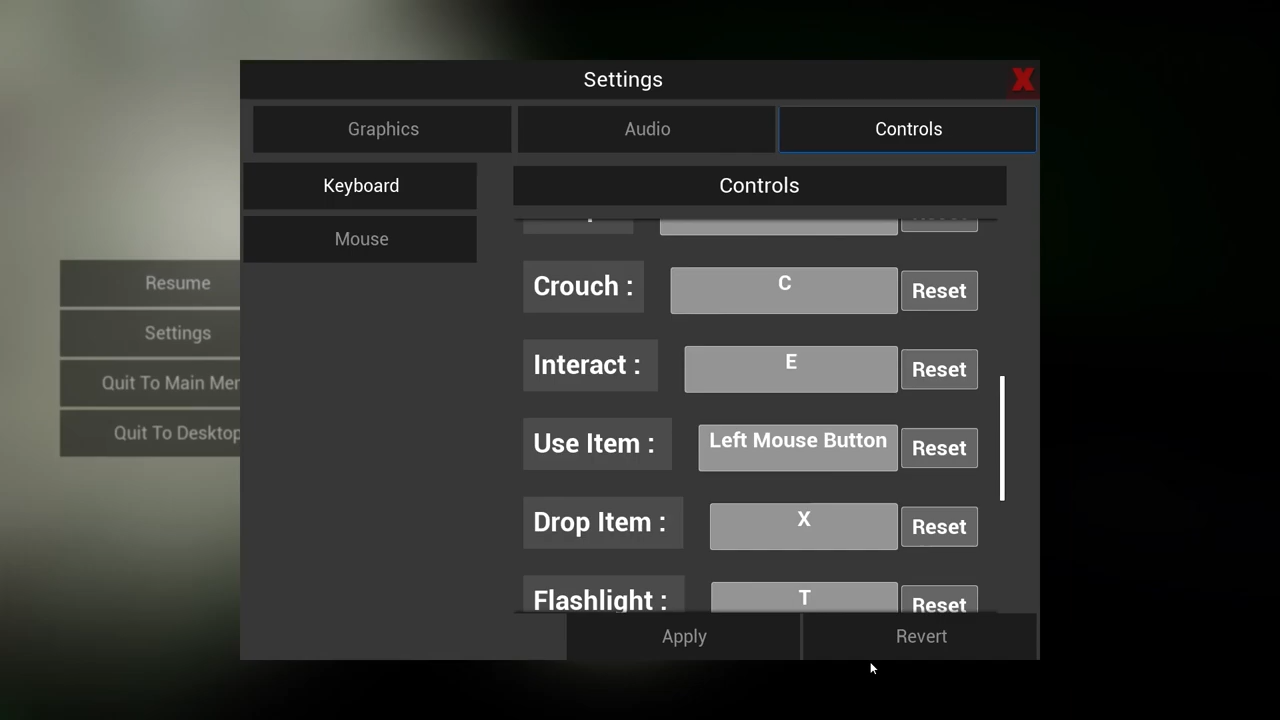 Settings
X
Graphics
Audio
Controls
Keyboard
Mouse
Controls
Crouch :
C
Reset
Interact :
E
Reset
Use Item :
Left Mouse Button
Reset
Drop Item :
X
Reset
Flashlight :
T
Reset
Apply
Revert
Resume
Settings
Quit To Main Men
Quit To Desktop